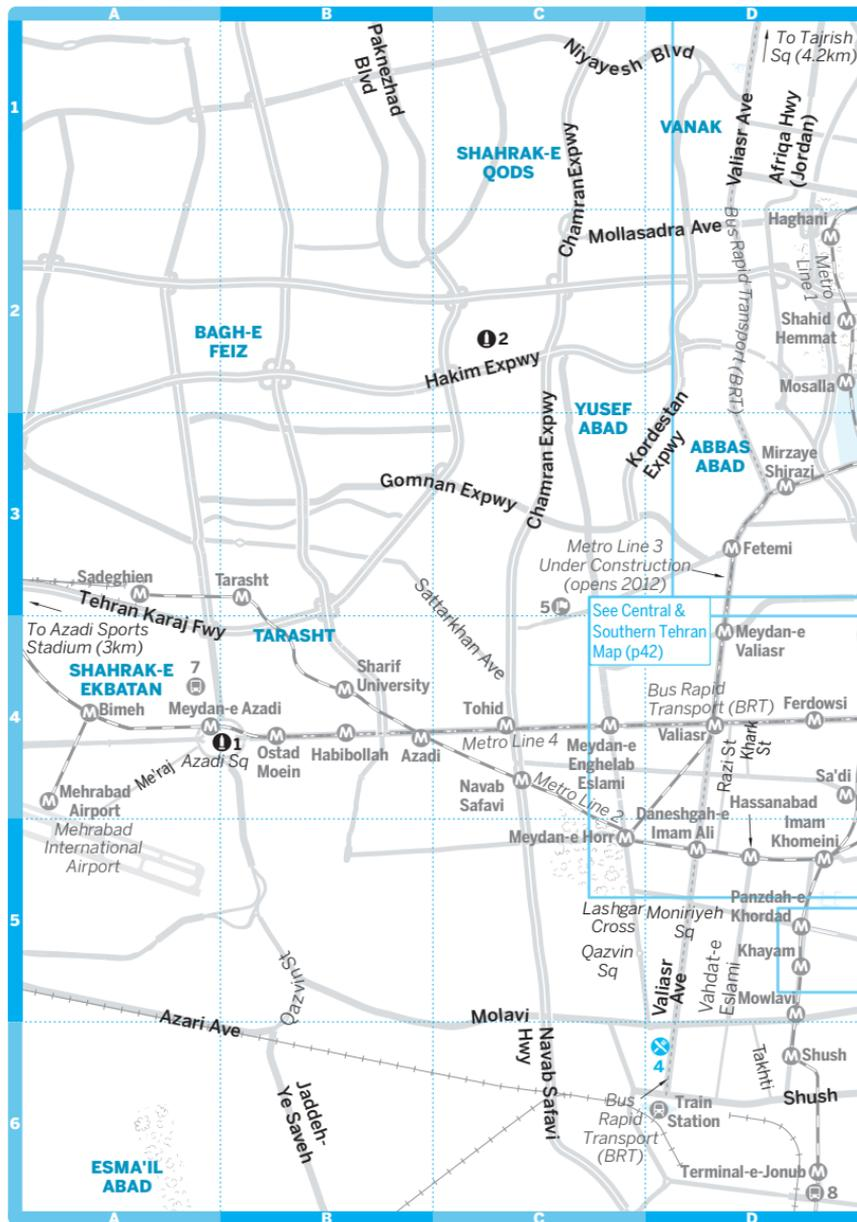 A B C D
1
2
3
4
5
6
Paknezhad
Blvd
Niyayesh Blvd
To Tajrish
Sq (4.2km)
VANAK
Valiasr Ave
Afriqa Hwy
(Jordan)
SHAHRAK-E
QODS
Chamran Expwy
Mollasadra Ave
Haghani
M
Bus Rapid Transport (BRT)
Metro
Line 1
BAGH-E
FEIZ
2
Shahid
Hemmat
M
Hakim Expwy
Mosalla
M
YUSEF
ABAD
Kordestan
Expwy
ABBAS
ABAD
Chamran Expwy
Mirzaye
Shirazi
M
Gomnan Expwy
Metro Line 3
Under Construction
(opens 2012)
M Fetemi
Sadeghien
M
Tarasht
M
Sattarkhan Ave
5
See Central &
Southern Tehran
Map (p42)
Tehran Karaj Fwy
To Azadi Sports
Stadium (3km)
TARASHT
M Meydan-e
Valiasr
SHAHRAK-E
EKBATAN
7
Sharif
University
M
Bus Rapid
Transport (BRT)
M Bimeh
Meydan-e Azadi
M
Tohid
M
Ferdowsi
M
1
Azadi Sq
M
Ostad
Moein
M
Habibollah
M
Azadi
Metro Line 4
M
Meydan-e
Enghelab
Eslami
Valiasr
M
Razi St
Khark
St
Me'raj
M
Mehrabad
Airport
Navab
Safavi
M
Metro Line 2
Sa'di
M
Mehrabad
International
Airport
Meydan-e Horr
M
Daneshgah-e
Imam Ali
M
Hassanabad
M
Imam
Khomeini
M
Lashgar
Cross
Moniriyeh
Sq
Panzdah-e
Khordad
M
Qazvin
Sq
Khayam
M
Valiasr
Ave
Vahdat-e
Eslami
Mowlavi
M
Qazvin St
Azari Ave
Molavi
Navab Safavi
Hwy
4
Takhti
M Shush
Jaddeh-
Ye Saveh
Bus
Rapid
Transport
(BRT)
Train
Station
Shush
ESMA'IL
ABAD
Terminal-e-Jonub
M
8
A B C D